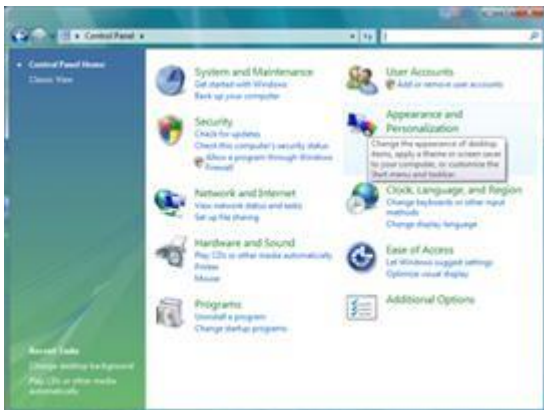 Control Panel
Control Panel Home
Classic View
System and Maintenance
Get started with Windows
Back up your computer
Security
Check for updates
Check this computer's security status
Allow a program through Windows
Firewall
Network and Internet
View network status and tasks
Set up file sharing
Hardware and Sound
Play CDs or other media automatically
Printer
Mouse
Programs
Uninstall a program
Change startup programs
User Accounts
Add or remove user accounts
Appearance and
Personalization
Change the appearance of desktop
items, apply a theme or screen saver
to your computer, or customize the
Start menu and taskbar.
Clock, Language, and Region
Change keyboards or other input
methods
Change display language
Ease of Access
Let Windows suggest settings
Optimize visual display
Additional Options
Recent Tasks
Change desktop background
Play CDs or other media
automatically